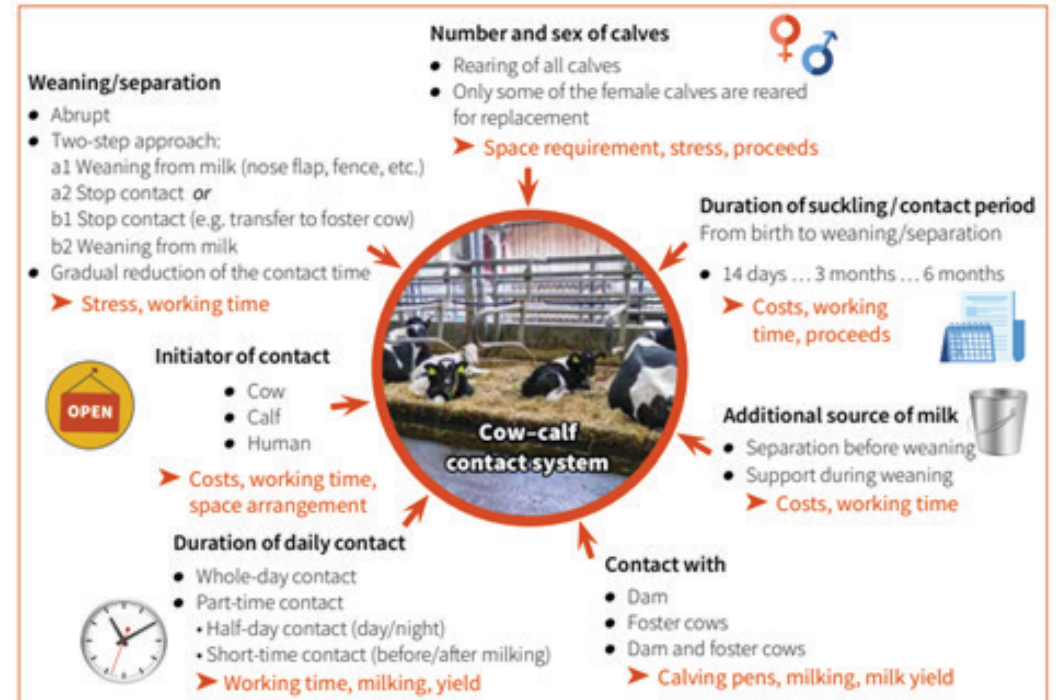 Number and sex of calves
● Rearing of all calves
● Only some of the female calves are reared
for replacement
➤ Space requirement, stress, proceeds
Weaning/separation
● Abrupt
● Two-step approach:
a1 Weaning from milk (nose flap, fence, etc.)
a2 Stop contact or
b1 Stop contact (e.g. transfer to foster cow)
b2 Weaning from milk
● Gradual reduction of the contact time
➤ Stress, working time
Duration of suckling/contact period
From birth to weaning/separation
● 14 days … 3 months … 6 months
➤ Costs, working
time, proceeds
Initiator of contact
● Cow
● Calf
● Human
➤ Costs, working time,
space arrangement
OPEN
Cow–calf
contact system
Additional source of milk
● Separation before weaning
● Support during weaning
➤ Costs, working time
Duration of daily contact
● Whole-day contact
● Part-time contact
• Half-day contact (day/night)
• Short-time contact (before/after milking)
➤ Working time, milking, yield
Contact with
● Dam
● Foster cows
● Dam and foster cows
➤ Calving pens, milking, milk yield